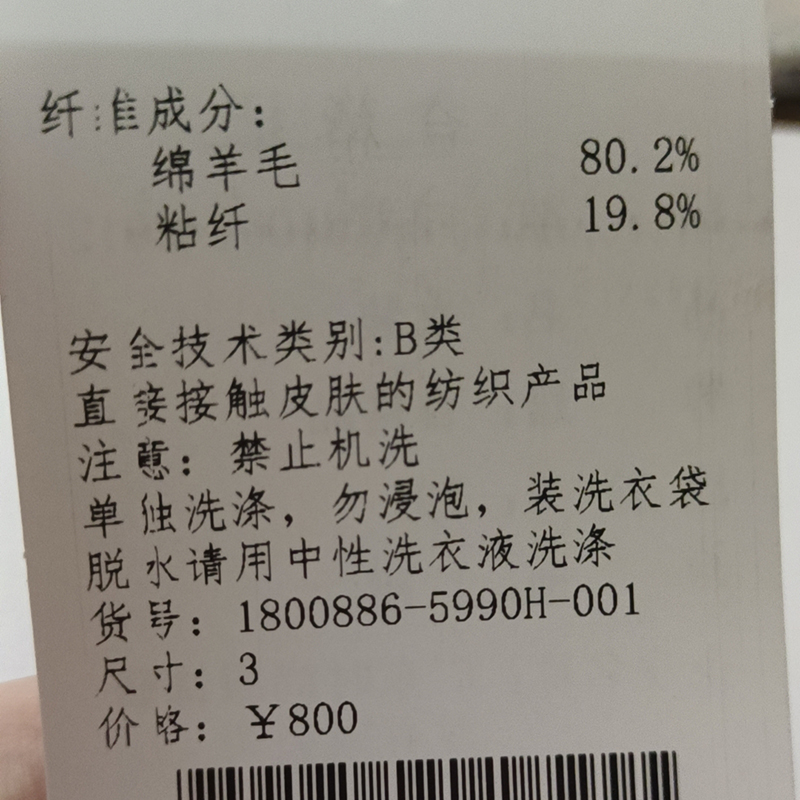 纤维成分：
绵羊毛 80.2%
粘纤 19.8%
安全技术类别:B类
直接接触皮肤的纺织产品
注意：禁止机洗
单独洗涤，勿浸泡，装洗衣袋
脱水请用中性洗衣液洗涤
货号：1800886-5990H-001
尺寸：3
价格：￥800